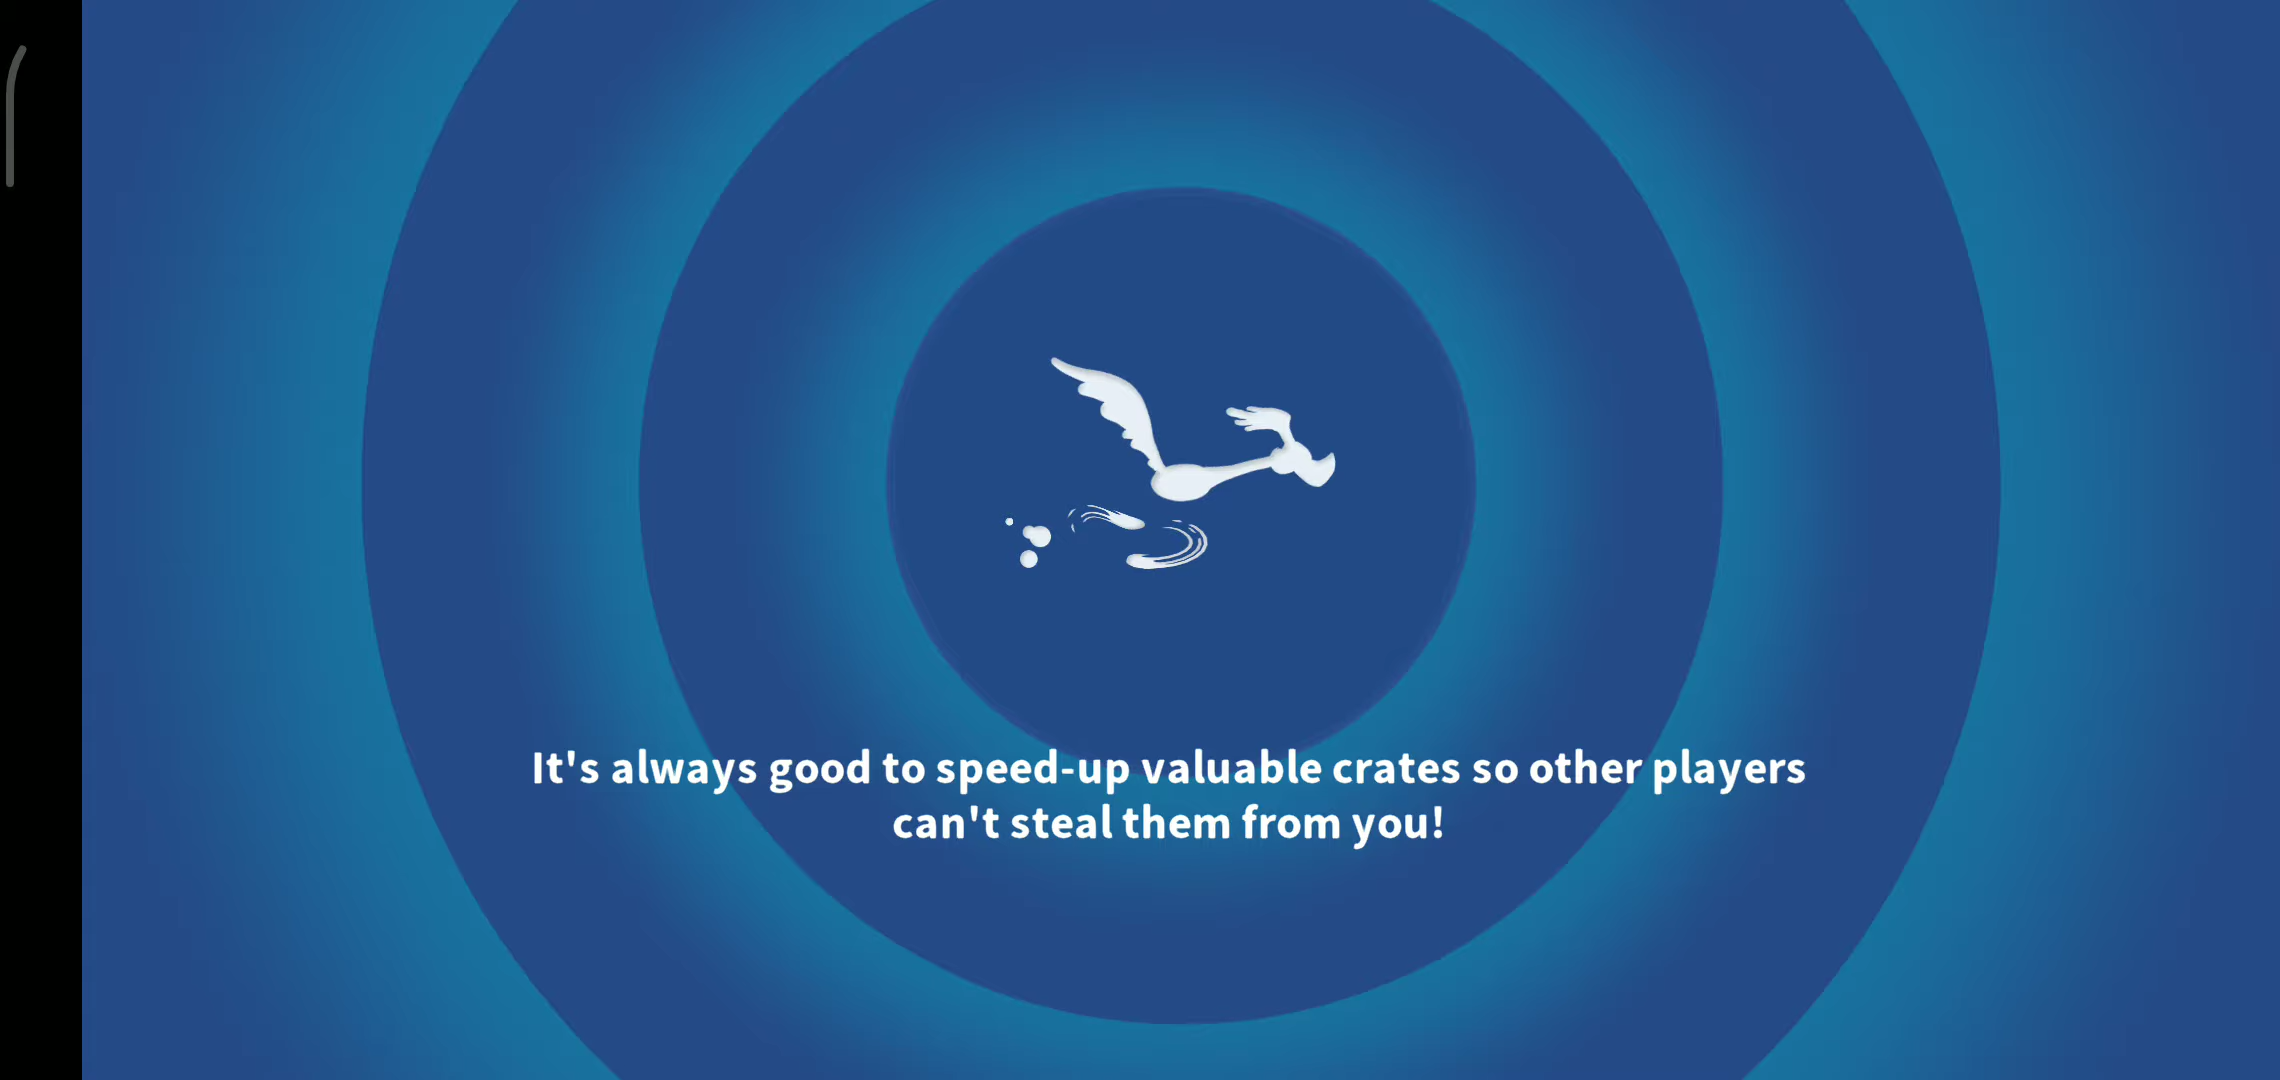 It's always good to speed-up valuable crates so other players
can't steal them from you!